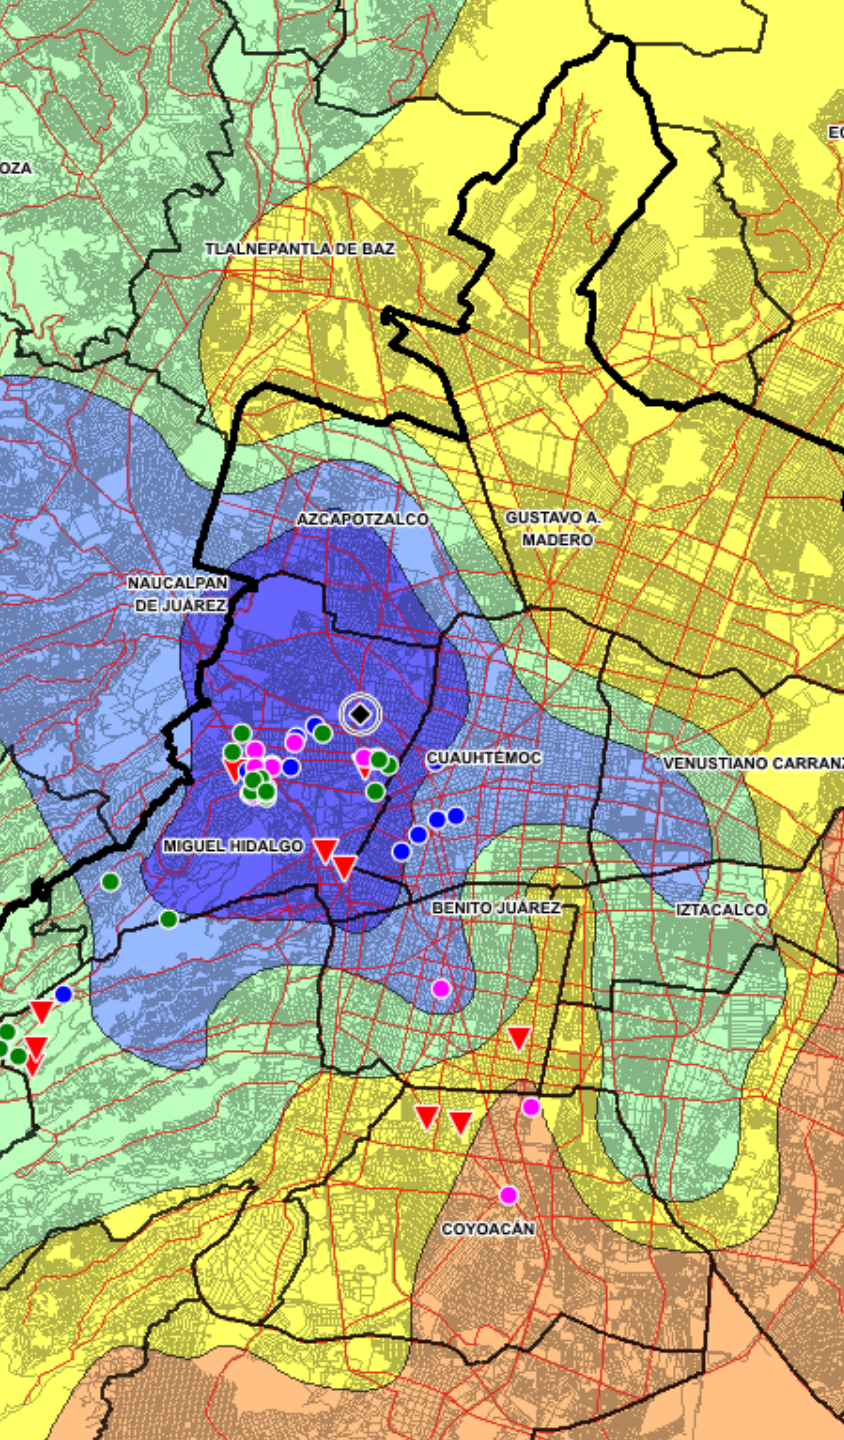 EC
OZA
TLALNEPANTLA DE BAZ
AZCAPOTZALCO
GUSTAVO A.
MADERO
NAUCALPAN
DE JUÁREZ
CUAUHTÉMOC
VENUSTIANO CARRANZ
MIGUEL HIDALGO
BENITO JUÁREZ
IZTACALCO
COYOACÁN